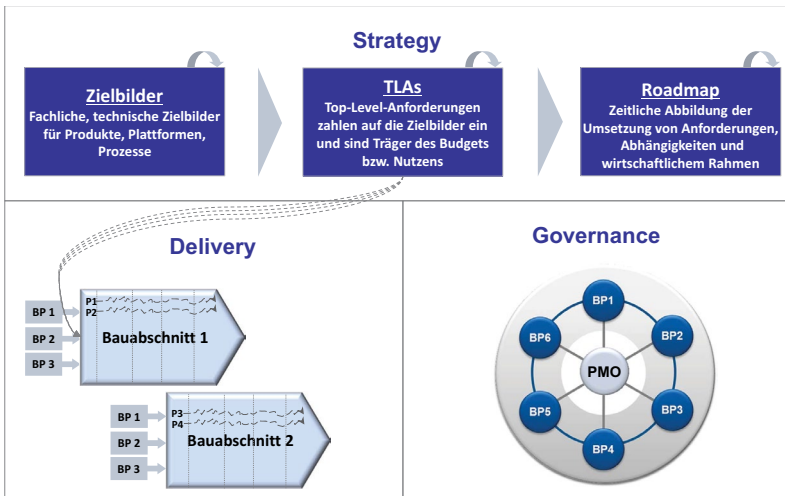 Strategy
Zielbilder
Fachliche, technische Zielbilder
für Produkte, Plattformen,
Prozesse
TLAs
Top-Level-Anforderungen
zahlen auf die Zielbilder ein
und sind Träger des Budgets
bzw. Nutzens
Roadmap
Zeitliche Abbildung der
Umsetzung von Anforderungen,
Abhängigkeiten und
wirtschaftlichem Rahmen
Delivery
BP 1
BP 2
BP 3
P1
P2
Bauabschnitt 1
BP 1
BP 2
BP 3
P3
P4
Bauabschnitt 2
Governance
BP1
BP2
BP3
BP4
BP5
BP6
PMO